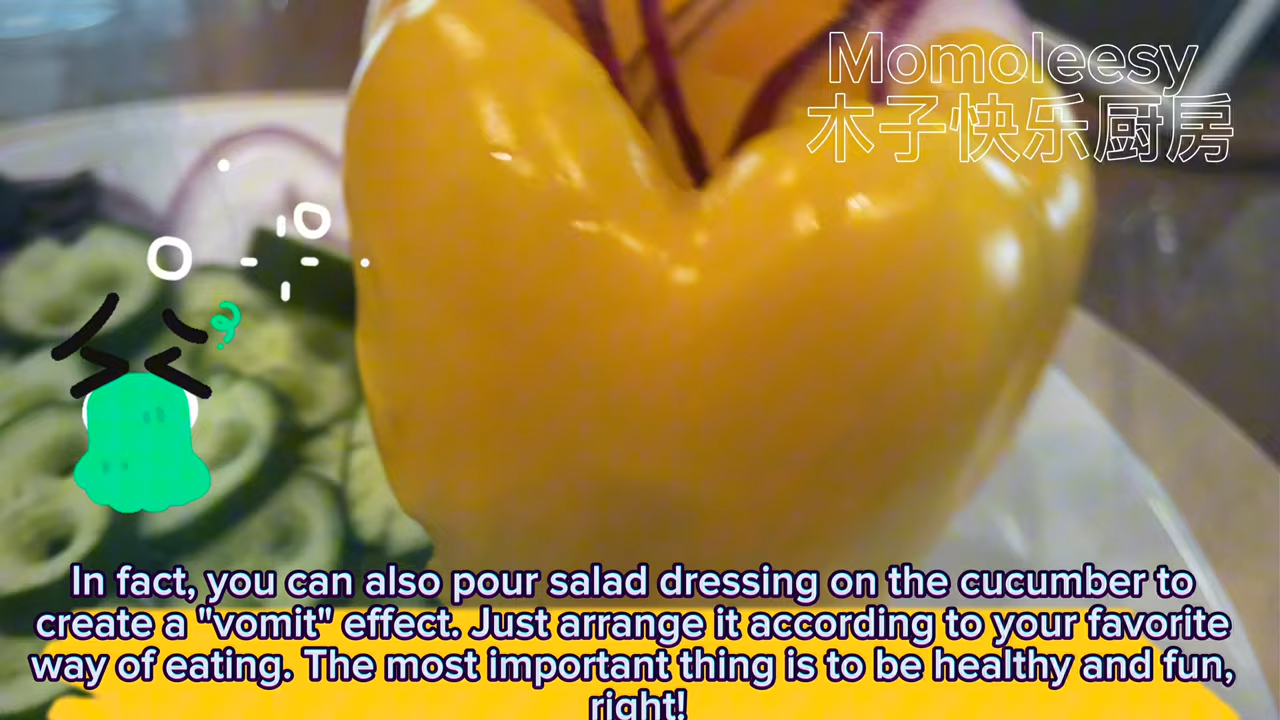 Momoleesy
木子快乐厨房
In fact, you can also pour salad dressing on the cucumber to
create a "vomit" effect. Just arrange it according to your favorite
way of eating. The most important thing is to be healthy and fun,
right!